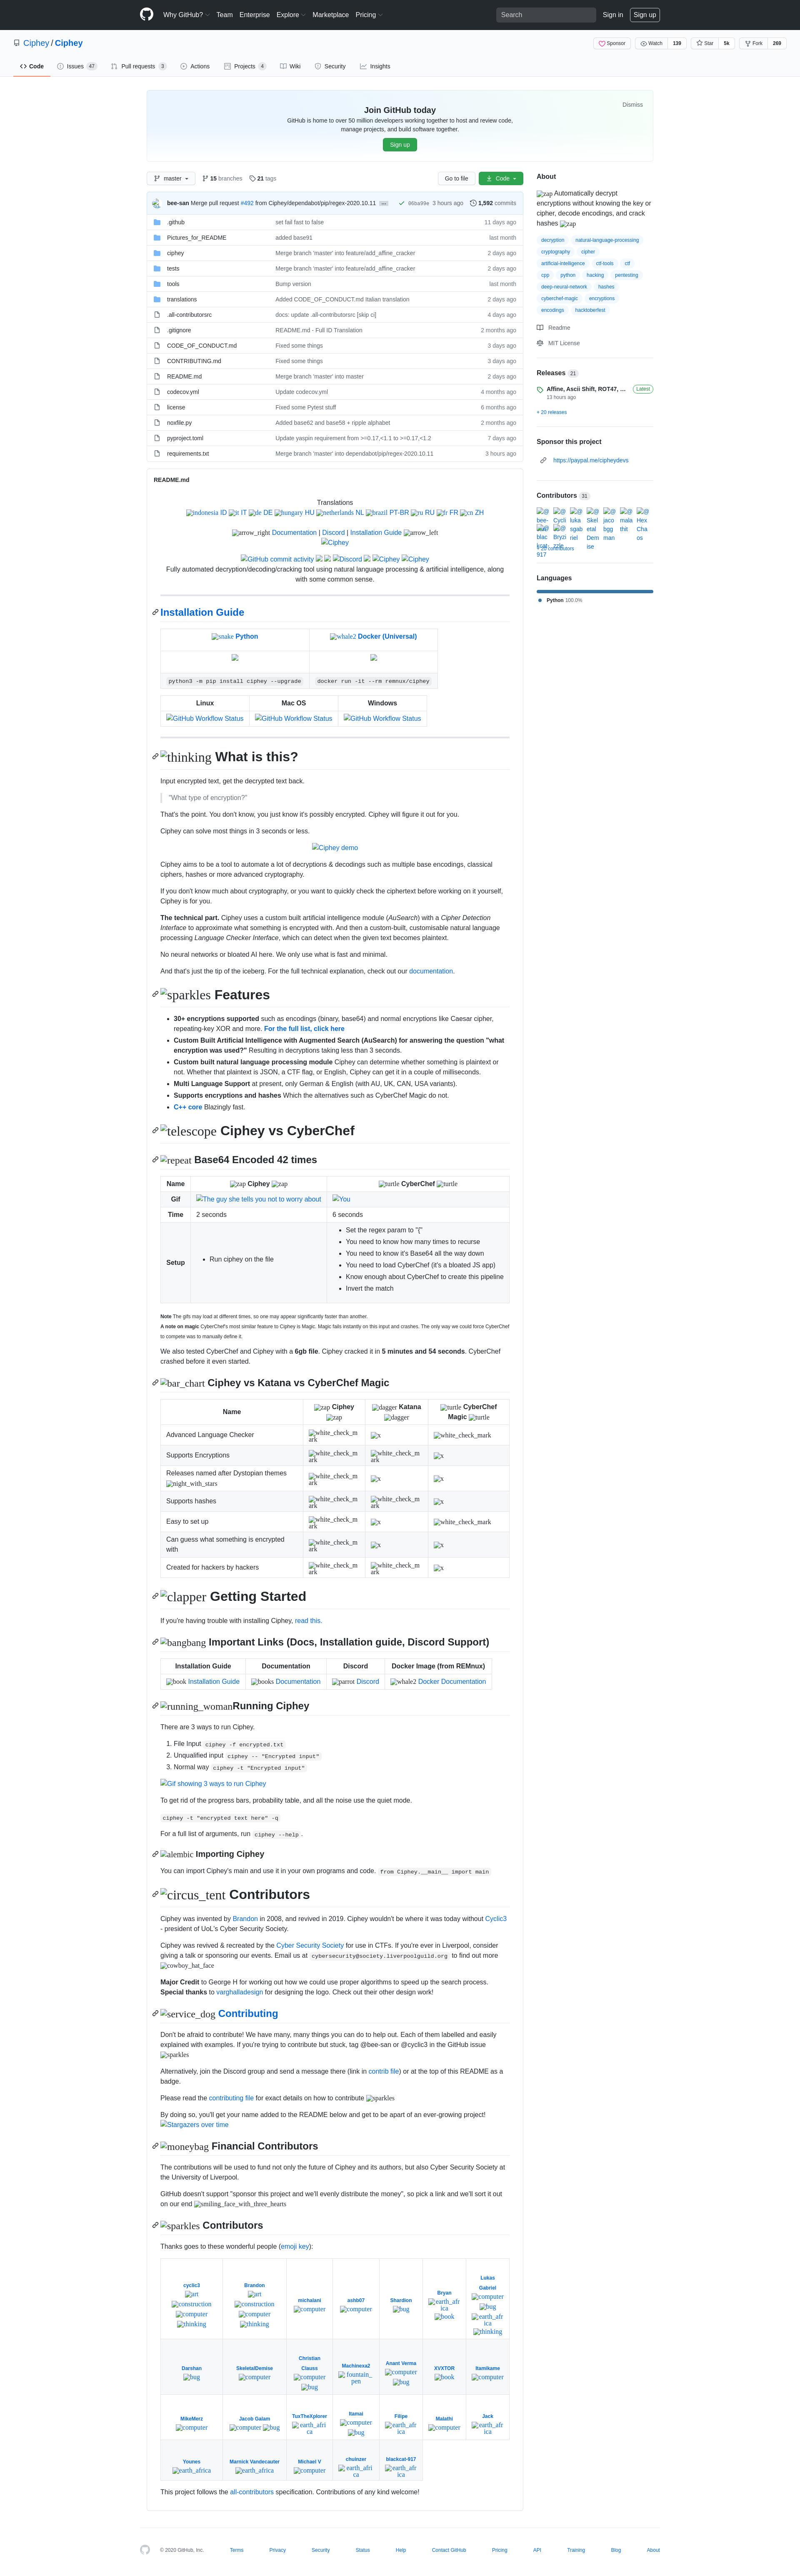 Why GitHub? Team Enterprise Explore Marketplace Pricing Search Sign in Sign up
Ciphey / Ciphey Sponsor Watch 139 Star 5k Fork 269
Code Issues 47 Pull requests 3 Actions Projects 4 Wiki Security Insights
Dismiss
Join GitHub today
GitHub is home to over 50 million developers working together to host and review code,
manage projects, and build software together.
Sign up
master 15 branches 21 tags Go to file Code
bee-san Merge pull request #492 from Ciphey/dependabot/pip/regex-2020.10.11 … 3 hours ago 1,592 commits
.github set fail fast to false 11 days ago
Pictures_for_README added base91 last month
ciphey Merge branch 'master' into feature/add_affine_cracker 2 days ago
tests Merge branch 'master' into feature/add_affine_cracker 2 days ago
tools Bump version last month
translations Added CODE_OF_CONDUCT.md Italian translation 2 days ago
.all-contributorsrc docs: update .all-contributorsrc [skip ci] 4 days ago
.gitignore README.md - Full ID Translation 2 months ago
CODE_OF_CONDUCT.md Fixed some things 3 days ago
CONTRIBUTING.md Fixed some things 3 days ago
README.md Merge branch 'master' into master 2 days ago
codecov.yml Update codecov.yml 4 months ago
license Fixed some Pytest stuff 6 months ago
noxfile.py Added base62 and base58 + ripple alphabet 2 months ago
pyproject.toml Update yaspin requirement from >=0.17,<1.1 to >=0.17,<1.2 7 days ago
requirements.txt Merge branch 'master' into dependabot/pip/regex-2020.10.11 3 hours ago
About
zap Automatically decrypt
encryptions without knowing the key or
cipher, decode encodings, and crack
hashes zap
decryption natural-language-processing
cryptography cipher
artificial-intelligence ctf-tools ctf
cpp python hacking pentesting
deep-neural-network hashes
cyberchef-magic encryptions
encodings hacktoberfest
Readme
MIT License
Releases 21
Affine, Ascii Shift, ROT47, ... Latest
13 hours ago
+ 20 releases
Sponsor this project
https://paypal.me/cipheydevs
Contributors 31
+ 20 contributors
Languages
Python 100.0%
README.md
Translations
indonesia ID it IT de DE hungary HU netherlands NL brazil PT-BR ru RU fr FR cn ZH
arrow_right Documentation | Discord | Installation Guide arrow_left
Ciphey
GitHub commit activity Discord Ciphey Ciphey
Fully automated decryption/decoding/cracking tool using natural language processing & artificial intelligence, along
with some common sense.
Installation Guide
snake Python whale2 Docker (Universal)
python3 -m pip install ciphey --upgrade docker run -it --rm remnux/ciphey
Linux Mac OS Windows
GitHub Workflow Status GitHub Workflow Status GitHub Workflow Status
thinking What is this?
Input encrypted text, get the decrypted text back.
"What type of encryption?"
That's the point. You don't know, you just know it's possibly encrypted. Ciphey will figure it out for you.
Ciphey can solve most things in 3 seconds or less.
Ciphey demo
Ciphey aims to be a tool to automate a lot of decryptions & decodings such as multiple base encodings, classical
ciphers, hashes or more advanced cryptography.
If you don't know much about cryptography, or you want to quickly check the ciphertext before working on it yourself,
Ciphey is for you.
The technical part. Ciphey uses a custom built artificial intelligence module (AuSearch) with a Cipher Detection
Interface to approximate what something is encrypted with. And then a custom-built, customisable natural language
processing Language Checker Interface, which can detect when the given text becomes plaintext.
No neural networks or bloated AI here. We only use what is fast and minimal.
And that's just the tip of the iceberg. For the full technical explanation, check out our documentation.
sparkles Features
30+ encryptions supported such as encodings (binary, base64) and normal encryptions like Caesar cipher,
repeating-key XOR and more. For the full list, click here
Custom Built Artificial Intelligence with Augmented Search (AuSearch) for answering the question "what
encryption was used?" Resulting in decryptions taking less than 3 seconds.
Custom built natural language processing module Ciphey can determine whether something is plaintext or
not. Whether that plaintext is JSON, a CTF flag, or English, Ciphey can get it in a couple of milliseconds.
Multi Language Support at present, only German & English (with AU, UK, CAN, USA variants).
Supports encryptions and hashes Which the alternatives such as CyberChef Magic do not.
C++ core Blazingly fast.
telescope Ciphey vs CyberChef
repeat Base64 Encoded 42 times
Name zap Ciphey zap turtle CyberChef turtle
Gif The guy she tells you not to worry about You
Time 2 seconds 6 seconds
Setup
Run ciphey on the file
Set the regex param to "{"
You need to know how many times to recurse
You need to know it's Base64 all the way down
You need to load CyberChef (it's a bloated JS app)
Know enough about CyberChef to create this pipeline
Invert the match
Note The gifs may load at different times, so one may appear significantly faster than another.
A note on magic CyberChef's most similar feature to Ciphey is Magic. Magic fails instantly on this input and crashes. The only way we could force CyberChef
to compete was to manually define it.
We also tested CyberChef and Ciphey with a 6gb file. Ciphey cracked it in 5 minutes and 54 seconds. CyberChef
crashed before it even started.
bar_chart Ciphey vs Katana vs CyberChef Magic
Name zap Ciphey zap dagger Katana dagger turtle CyberChef Magic turtle
Advanced Language Checker white_check_mark x white_check_mark
Supports Encryptions white_check_mark white_check_mark x
Releases named after Dystopian themes night_with_stars white_check_mark x x
Supports hashes white_check_mark white_check_mark x
Easy to set up white_check_mark x white_check_mark
Can guess what something is encrypted with white_check_mark x x
Created for hackers by hackers white_check_mark white_check_mark x
clapper Getting Started
If you're having trouble with installing Ciphey, read this.
bangbang Important Links (Docs, Installation guide, Discord Support)
Installation Guide Documentation Discord Docker Image (from REMnux)
book Installation Guide books Documentation parrot Discord whale2 Docker Documentation
running_womanRunning Ciphey
There are 3 ways to run Ciphey.
1. File Input ciphey -f encrypted.txt
2. Unqualified input ciphey -- "Encrypted input"
3. Normal way ciphey -t "Encrypted input"
Gif showing 3 ways to run Ciphey
To get rid of the progress bars, probability table, and all the noise use the quiet mode.
ciphey -t "encrypted text here" -q
For a full list of arguments, run ciphey --help .
alembic Importing Ciphey
You can import Ciphey's main and use it in your own programs and code. from Ciphey.__main__ import main
circus_tent Contributors
Ciphey was invented by Brandon in 2008, and revived in 2019. Ciphey wouldn't be where it was today without Cyclic3
- president of UoL's Cyber Security Society.
Ciphey was revived & recreated by the Cyber Security Society for use in CTFs. If you're ever in Liverpool, consider
giving a talk or sponsoring our events. Email us at cybersecurity@society.liverpoolguild.org to find out more
cowboy_hat_face
Major Credit to George H for working out how we could use proper algorithms to speed up the search process.
Special thanks to varghalladesign for designing the logo. Check out their other design work!
service_dog Contributing
Don't be afraid to contribute! We have many, many things you can do to help out. Each of them labelled and easily
explained with examples. If you're trying to contribute but stuck, tag @bee-san or @cyclic3 in the GitHub issue
sparkles
Alternatively, join the Discord group and send a message there (link in contrib file) or at the top of this README as a
badge.
Please read the contributing file for exact details on how to contribute sparkles
By doing so, you'll get your name added to the README below and get to be apart of an ever-growing project!
Stargazers over time
moneybag Financial Contributors
The contributions will be used to fund not only the future of Ciphey and its authors, but also Cyber Security Society at
the University of Liverpool.
GitHub doesn't support "sponsor this project and we'll evenly distribute the money", so pick a link and we'll sort it out
on our end smiling_face_with_three_hearts
sparkles Contributors
Thanks goes to these wonderful people (emoji key):
cyclic3 art construction computer thinking
Brandon art construction computer thinking
michalani computer
ashb07 computer
Shardion bug
Bryan earth_africa book
Lukas Gabriel computer bug earth_africa thinking
Darshan bug
SkeletalDemise computer
Christian Clauss computer bug
Machinexa2 fountain_pen
Anant Verma computer bug
XVXTOR book
Itamikame computer
MikeMerz computer
Jacob Galam computer bug
TuxTheXplorer earth_africa
Itamai computer bug
Filipe earth_africa
Malathi computer
Jack earth_africa
Younes earth_africa
Marnick Vandecauter earth_africa
Michael V computer
chuinzer earth_africa
blackcat-917 earth_africa
This project follows the all-contributors specification. Contributions of any kind welcome!
© 2020 GitHub, Inc. Terms Privacy Security Status Help Contact GitHub Pricing API Training Blog About